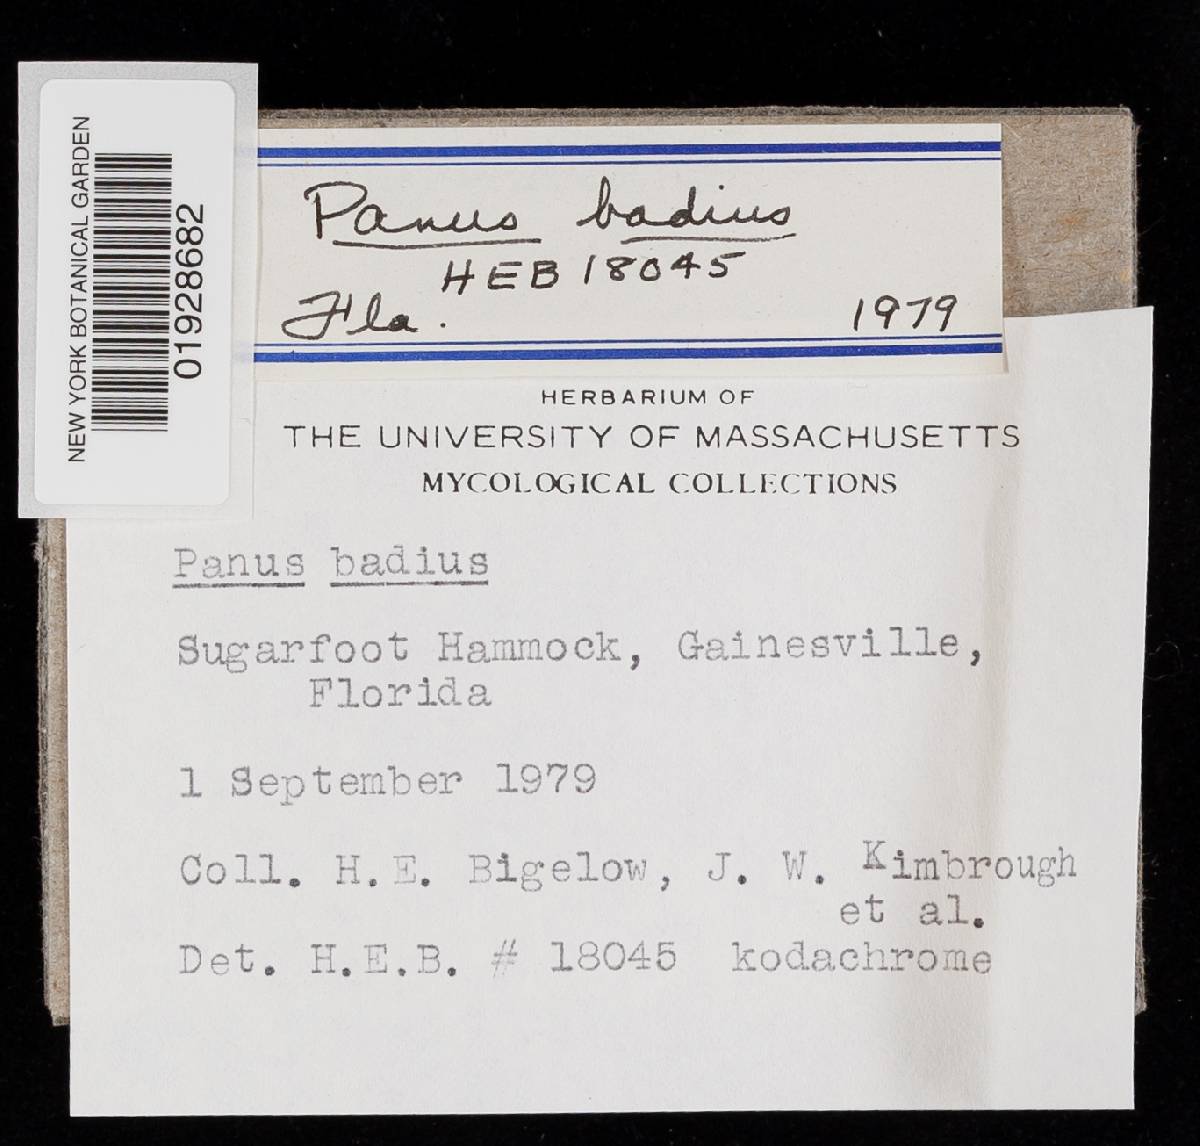 NEW YORK BOTANICAL GARDEN
01928682
Panus badius
HEB 18045
Fla. 1979
HERBARIUM OF
THE UNIVERSITY OF MASSACHUSETTS
MYCOLOGICAL COLLECTIONS
Panus badius
Sugarfoot Hammock, Gainesville,
Florida
1 September 1979
Coll. H.E. Bigelow, J. W. Kimbrough
et al.
Det. H.E.B. # 18045 kodachrome